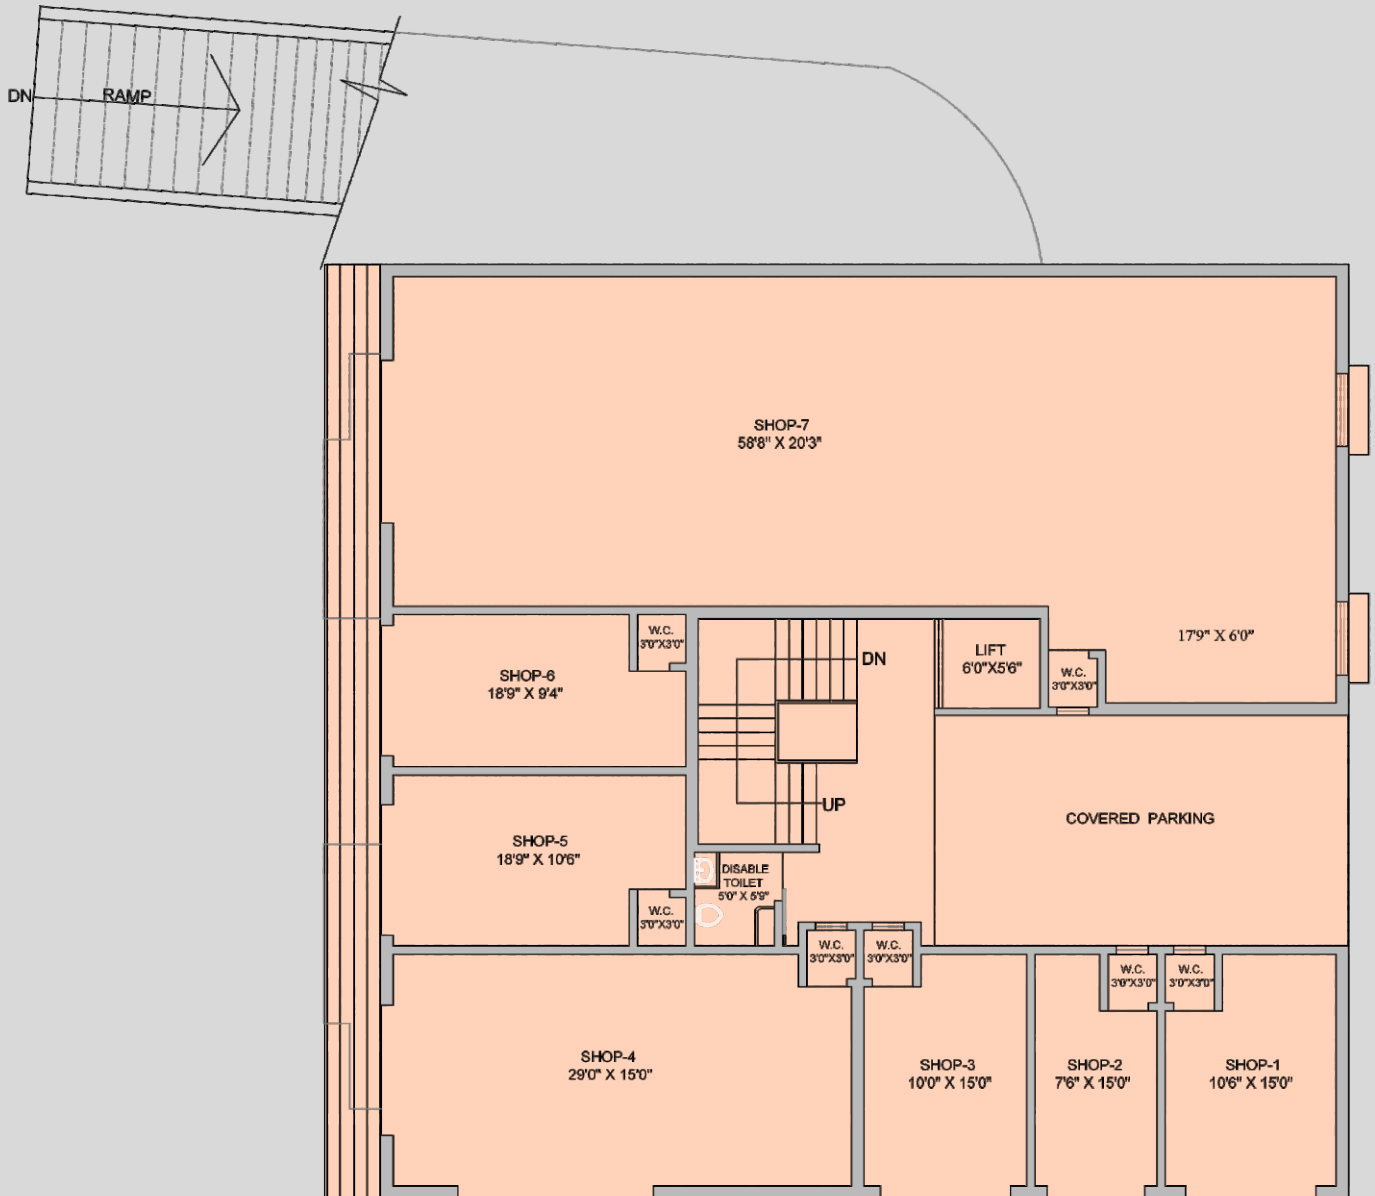 DN
RAMP
SHOP-7
58'8" X 20'3"
17'9" X 6'0"
W.C.
3'0"X3'0"
SHOP-6
18'9" X 9'4"
DN
LIFT
6'0"X5'6"
W.C.
3'0"X3'0"
UP
COVERED PARKING
SHOP-5
18'9" X 10'6"
DISABLE
TOILET
5'0" X 5'9"
W.C.
3'0"X3'0"
W.C.
3'0"X3'0"
W.C.
3'0"X3'0"
W.C.
3'0"X3'0"
W.C.
3'0"X3'0"
SHOP-4
29'0" X 15'0"
SHOP-3
10'0" X 15'0"
SHOP-2
7'6" X 15'0"
SHOP-1
10'6" X 15'0"